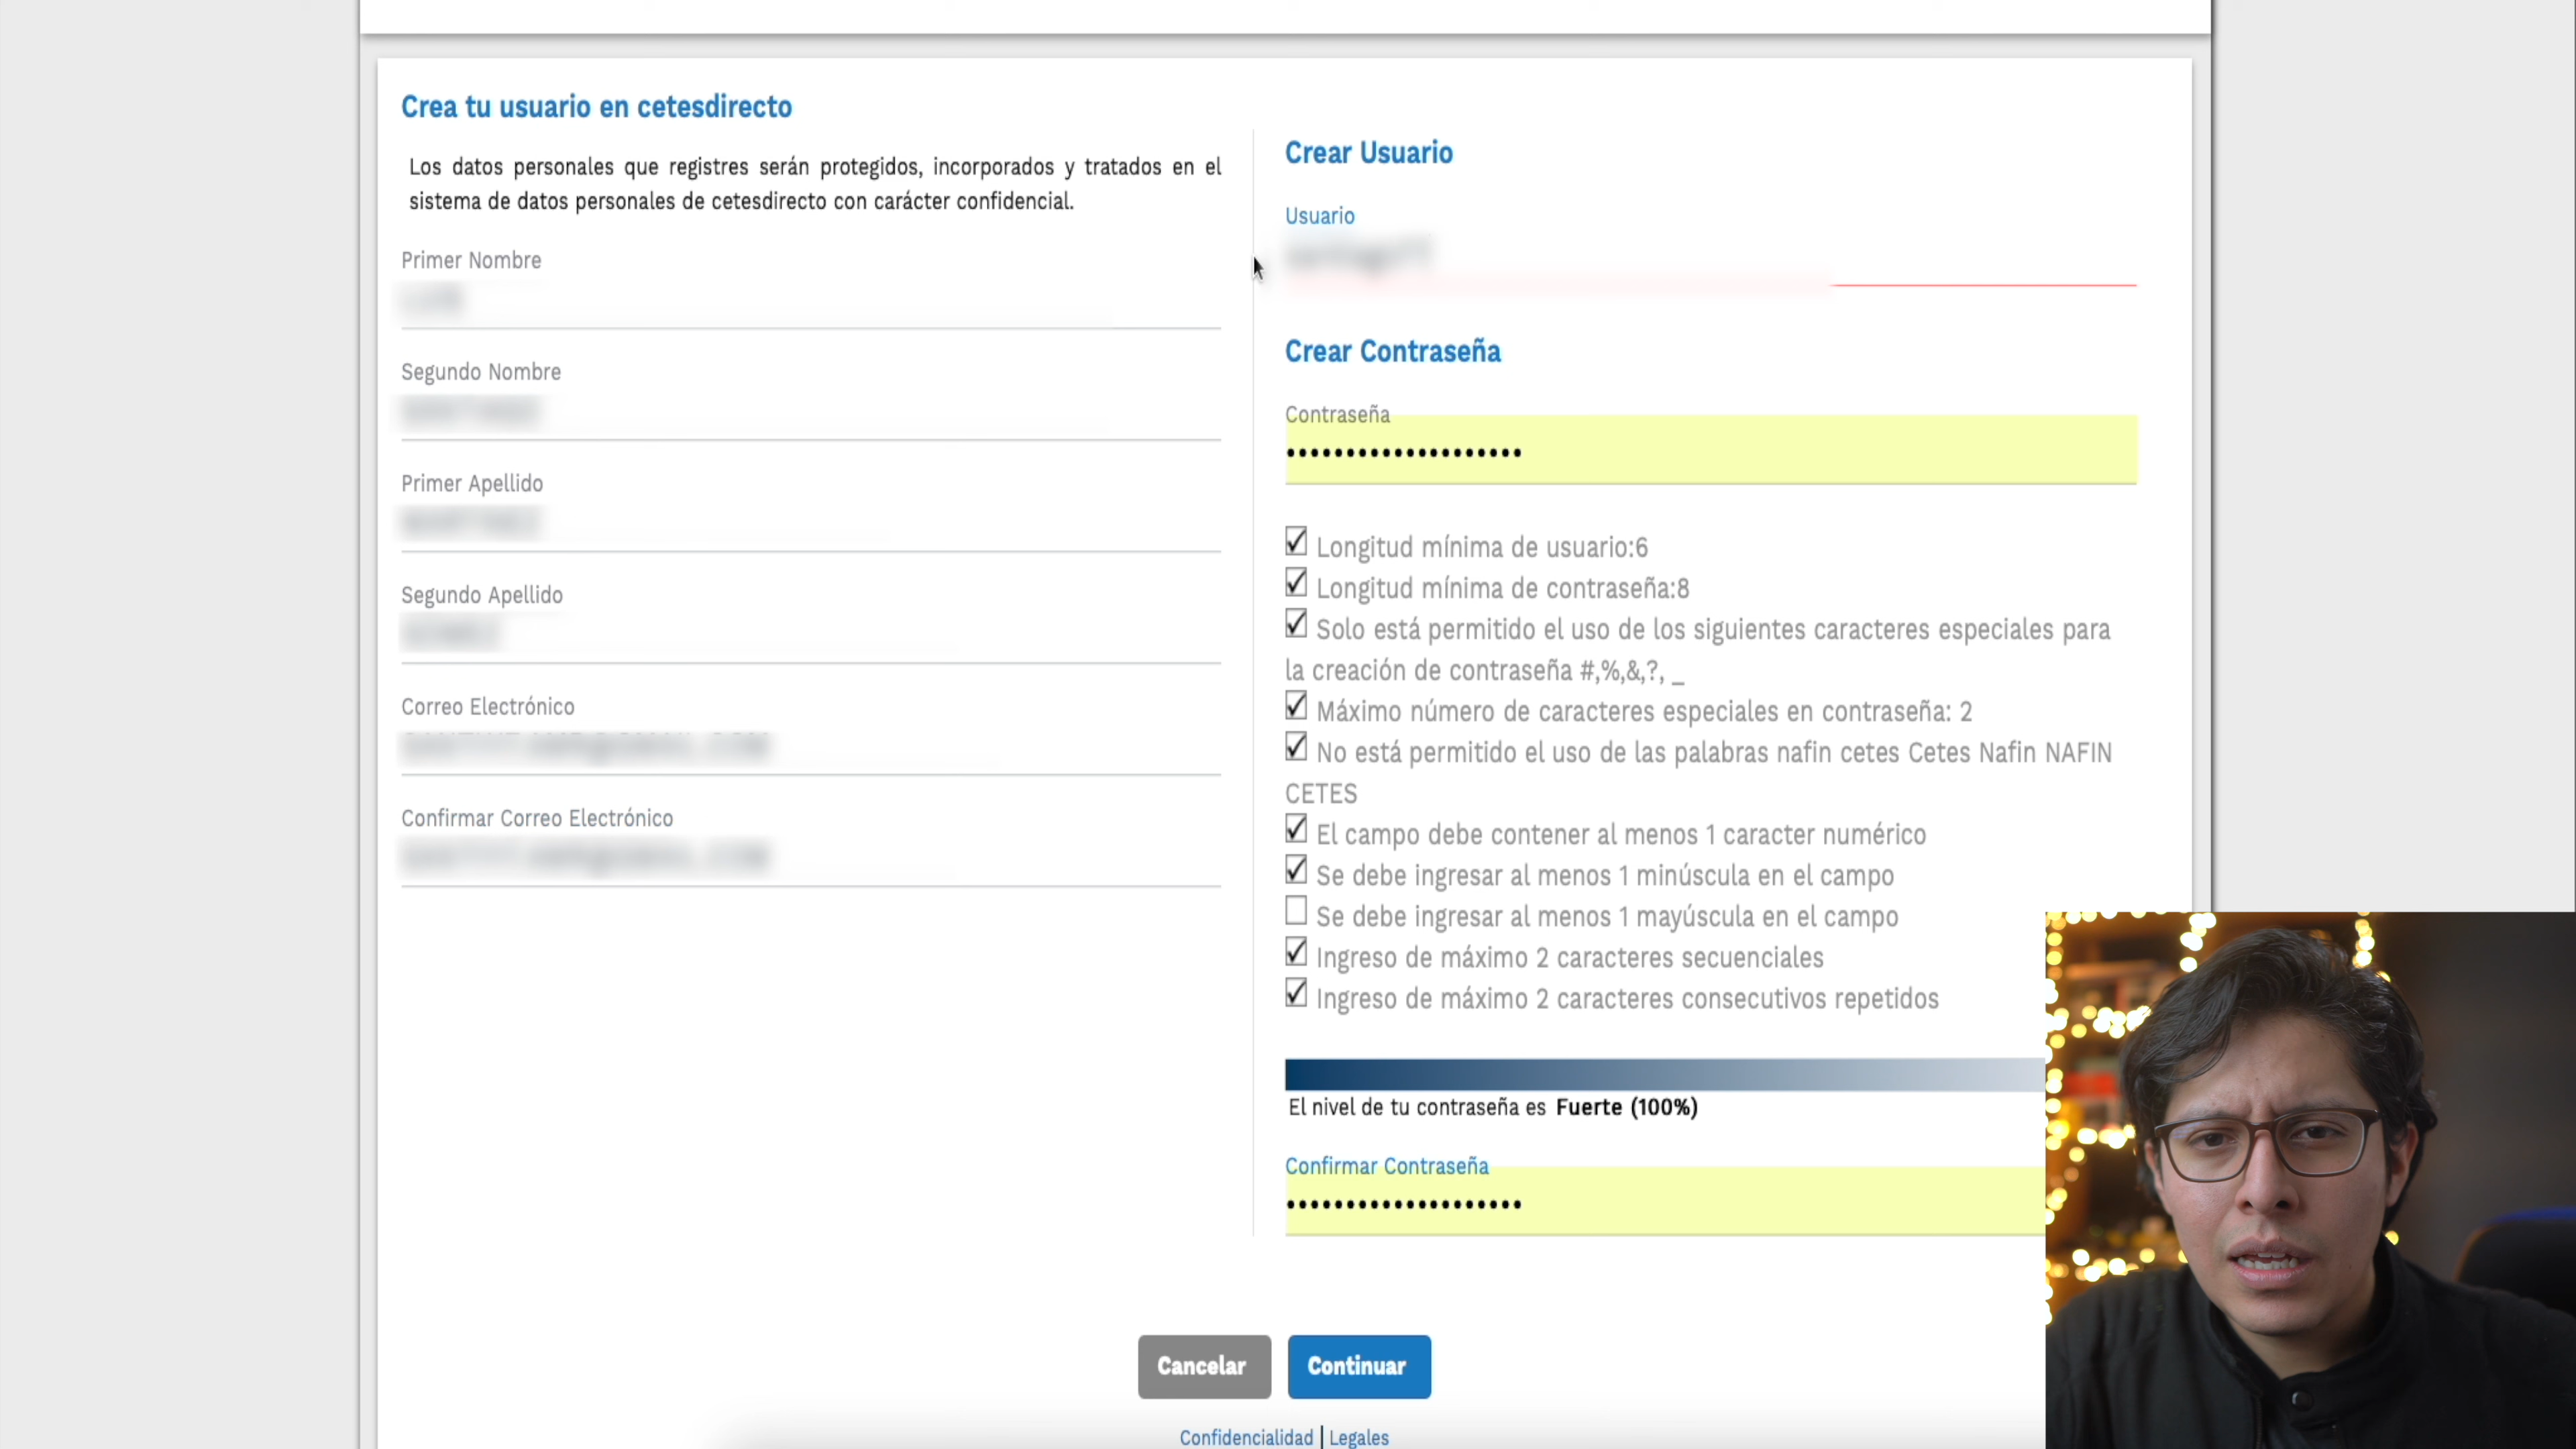 Crea tu usuario en cetesdirecto
Los datos personales que registres serán protegidos, incorporados y tratados en el
sistema de datos personales de cetesdirecto con carácter confidencial.
Primer Nombre
Segundo Nombre
Primer Apellido
Segundo Apellido
Correo Electrónico
Confirmar Correo Electrónico
Crear Usuario
Usuario
Crear Contraseña
Contraseña
••••••••••••••••••••
Longitud mínima de usuario:6
Longitud mínima de contraseña:8
Solo está permitido el uso de los siguientes caracteres especiales para
la creación de contraseña #,%,&,?, _
Máximo número de caracteres especiales en contraseña: 2
No está permitido el uso de las palabras nafin cetes Cetes Nafin NAFIN
CETES
El campo debe contener al menos 1 caracter numérico
Se debe ingresar al menos 1 minúscula en el campo
Se debe ingresar al menos 1 mayúscula en el campo
Ingreso de máximo 2 caracteres secuenciales
Ingreso de máximo 2 caracteres consecutivos repetidos
El nivel de tu contraseña es Fuerte (100%)
Confirmar Contraseña
••••••••••••••••••••
Cancelar
Continuar
Confidencialidad | Legales